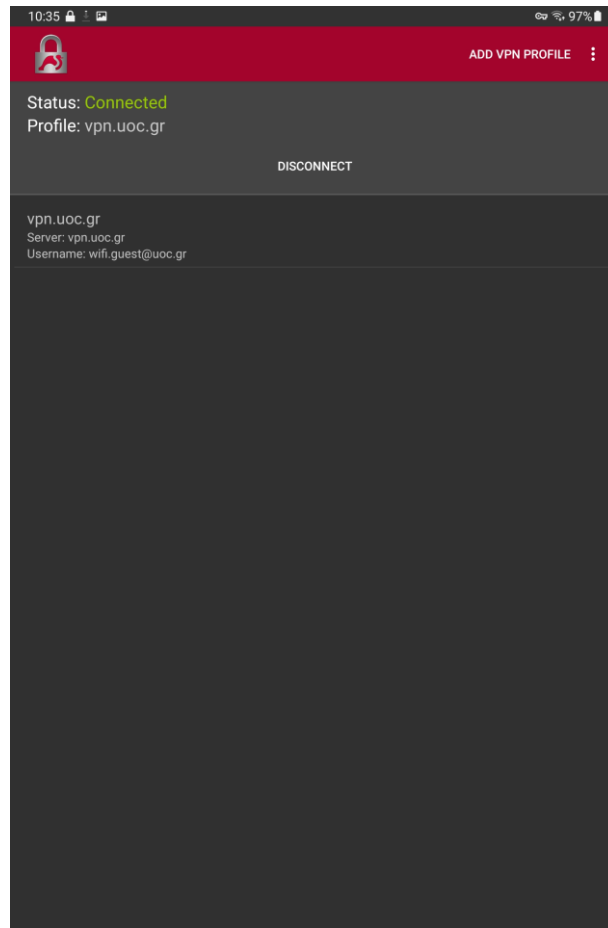 10:35
97%
ADD VPN PROFILE
Status: Connected
Profile: vpn.uoc.gr
DISCONNECT
vpn.uoc.gr
Server: vpn.uoc.gr
Username: wifi.guest@uoc.gr